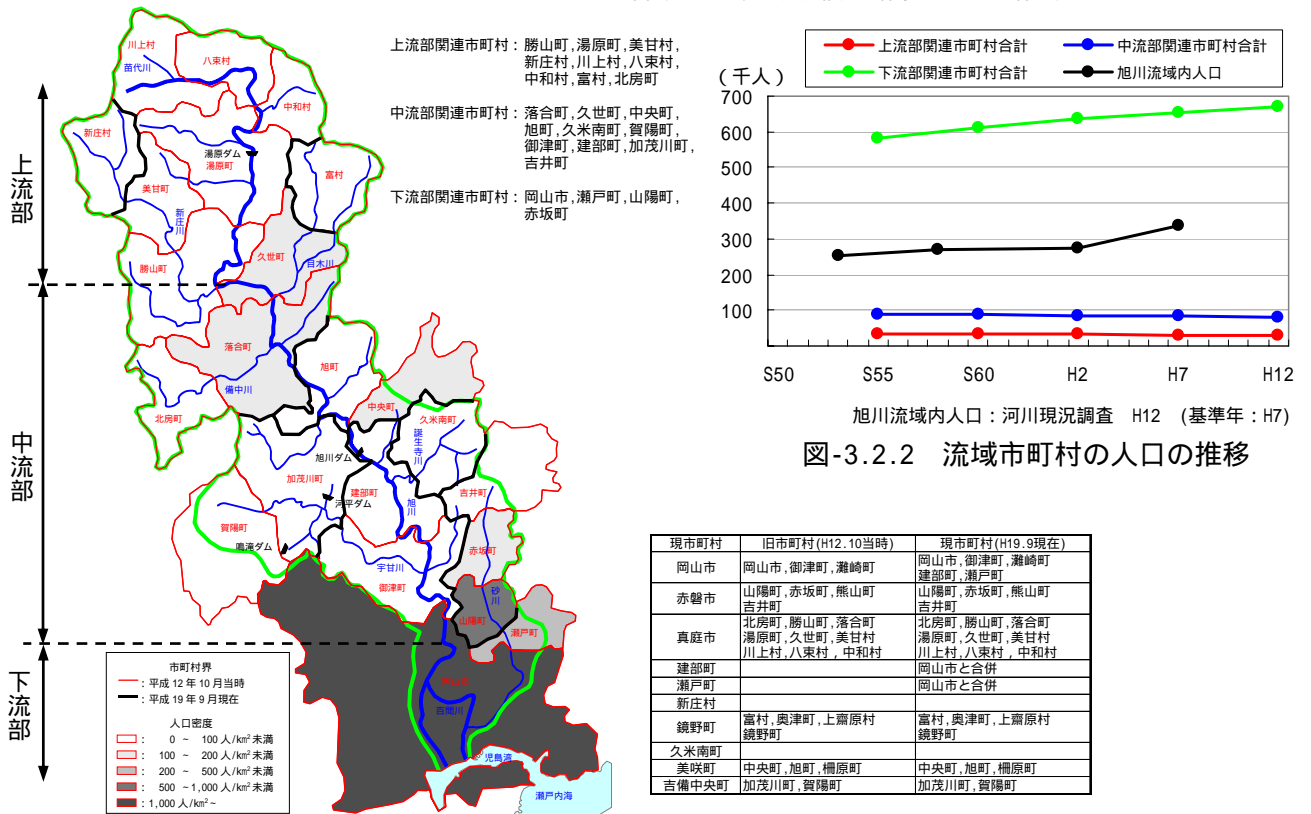 上流部関連市町村：勝山町,湯原町,美甘村,
新庄村,川上村,八束村,
中和村,富村,北房町
中流部関連市町村：落合町,久世町,中央町,
旭町,久米南町,賀陽町,
御津町,建部町,加茂川町,
吉井町
下流部関連市町村：岡山市,瀬戸町,山陽町,
赤坂町
上流部
中流部
下流部
川上村
八束村
苗代川
中和村
新庄村
湯原ダム
湯原町
富村
美甘町
新庄川
久世町
目木川
勝山町
落合町
旭町
備中川
中央町
北房町
久米南町
誕生寺川
旭川ダム
加茂川町
建部町
吉井町
河平ダム
旭川
賀陽町
鳴滝ダム
赤坂町
宇甘川
御津町
砂川
山陽町
瀬戸町
岡山市
百間川
児島湾
瀬戸内海
市町村界
：平成 12 年 10 月当時
：平成 19 年 9 月現在
人口密度
： 0 ～ 100 人/km²未満
： 100 ～ 200 人/km²未満
： 200 ～ 500 人/km²未満
： 500 ～1,000 人/km²未満
：1,000 人/km²～
上流部関連市町村合計 中流部関連市町村合計
下流部関連市町村合計 旭川流域内人口
(千人)
700
600
500
400
300
200
100
S50 S55 S60 H2 H7 H12
旭川流域内人口：河川現況調査 H12 (基準年：H7)
図-3.2.2 流域市町村の人口の推移
現市町村 旧市町村(H12.10当時) 現市町村(H19.9現在)
岡山市 岡山市,御津町,灘崎町 岡山市,御津町,灘崎町
建部町,瀬戸町
赤磐市 山陽町,赤坂町,熊山町 山陽町,赤坂町,熊山町
吉井町 吉井町
真庭市 北房町,勝山町,落合町 北房町,勝山町,落合町
湯原町,久世町,美甘村 湯原町,久世町,美甘村
川上村,八束村，中和村 川上村,八束村，中和村
建部町 岡山市と合併
瀬戸町 岡山市と合併
新庄村
鏡野町 富村,奥津町,上齋原村 富村,奥津町,上齋原村
鏡野町 鏡野町
久米南町
美咲町 中央町,旭町,柵原町 中央町,旭町,柵原町
吉備中央町 加茂川町,賀陽町 加茂川町,賀陽町